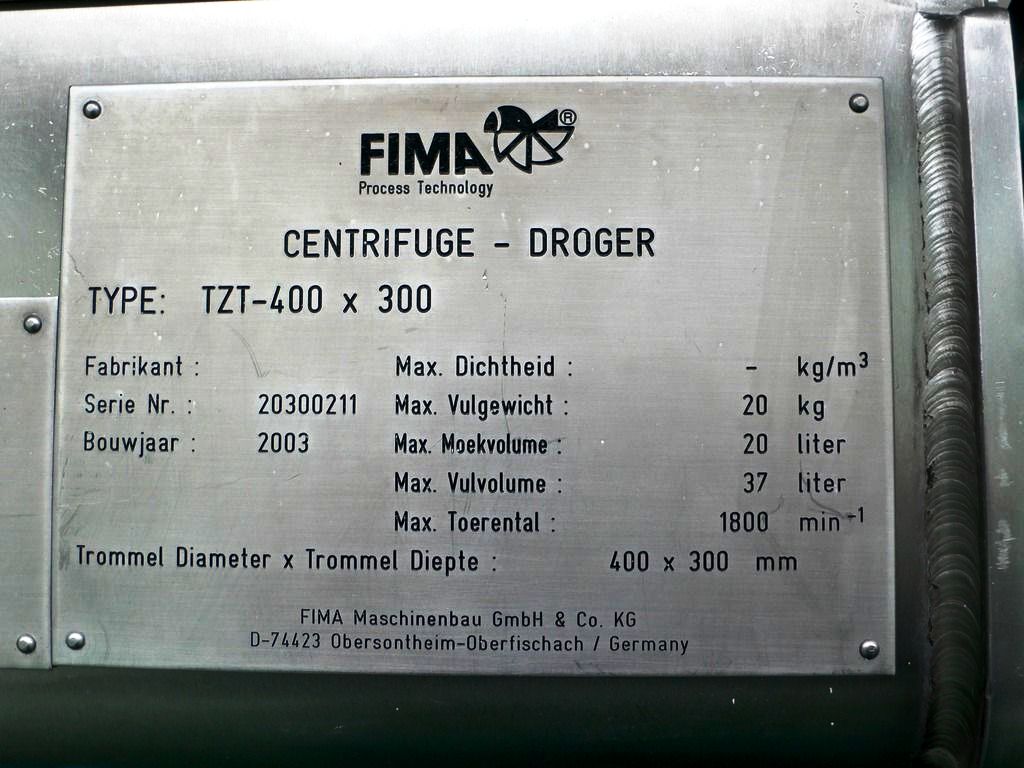 FIMA ®
Process Technology
CENTRIFUGE - DROGER
TYPE: TZT-400 x 300
Fabrikant : Max. Dichtheid : - kg/m³
Serie Nr. : 20300211 Max. Vulgewicht : 20 kg
Bouwjaar : 2003 Max. Moekvolume : 20 liter
Max. Vulvolume : 37 liter
Max. Toerental : 1800 min⁻¹
Trommel Diameter x Trommel Diepte : 400 x 300 mm
FIMA Maschinenbau GmbH & Co. KG
D-74423 Obersontheim-Oberfischach / Germany